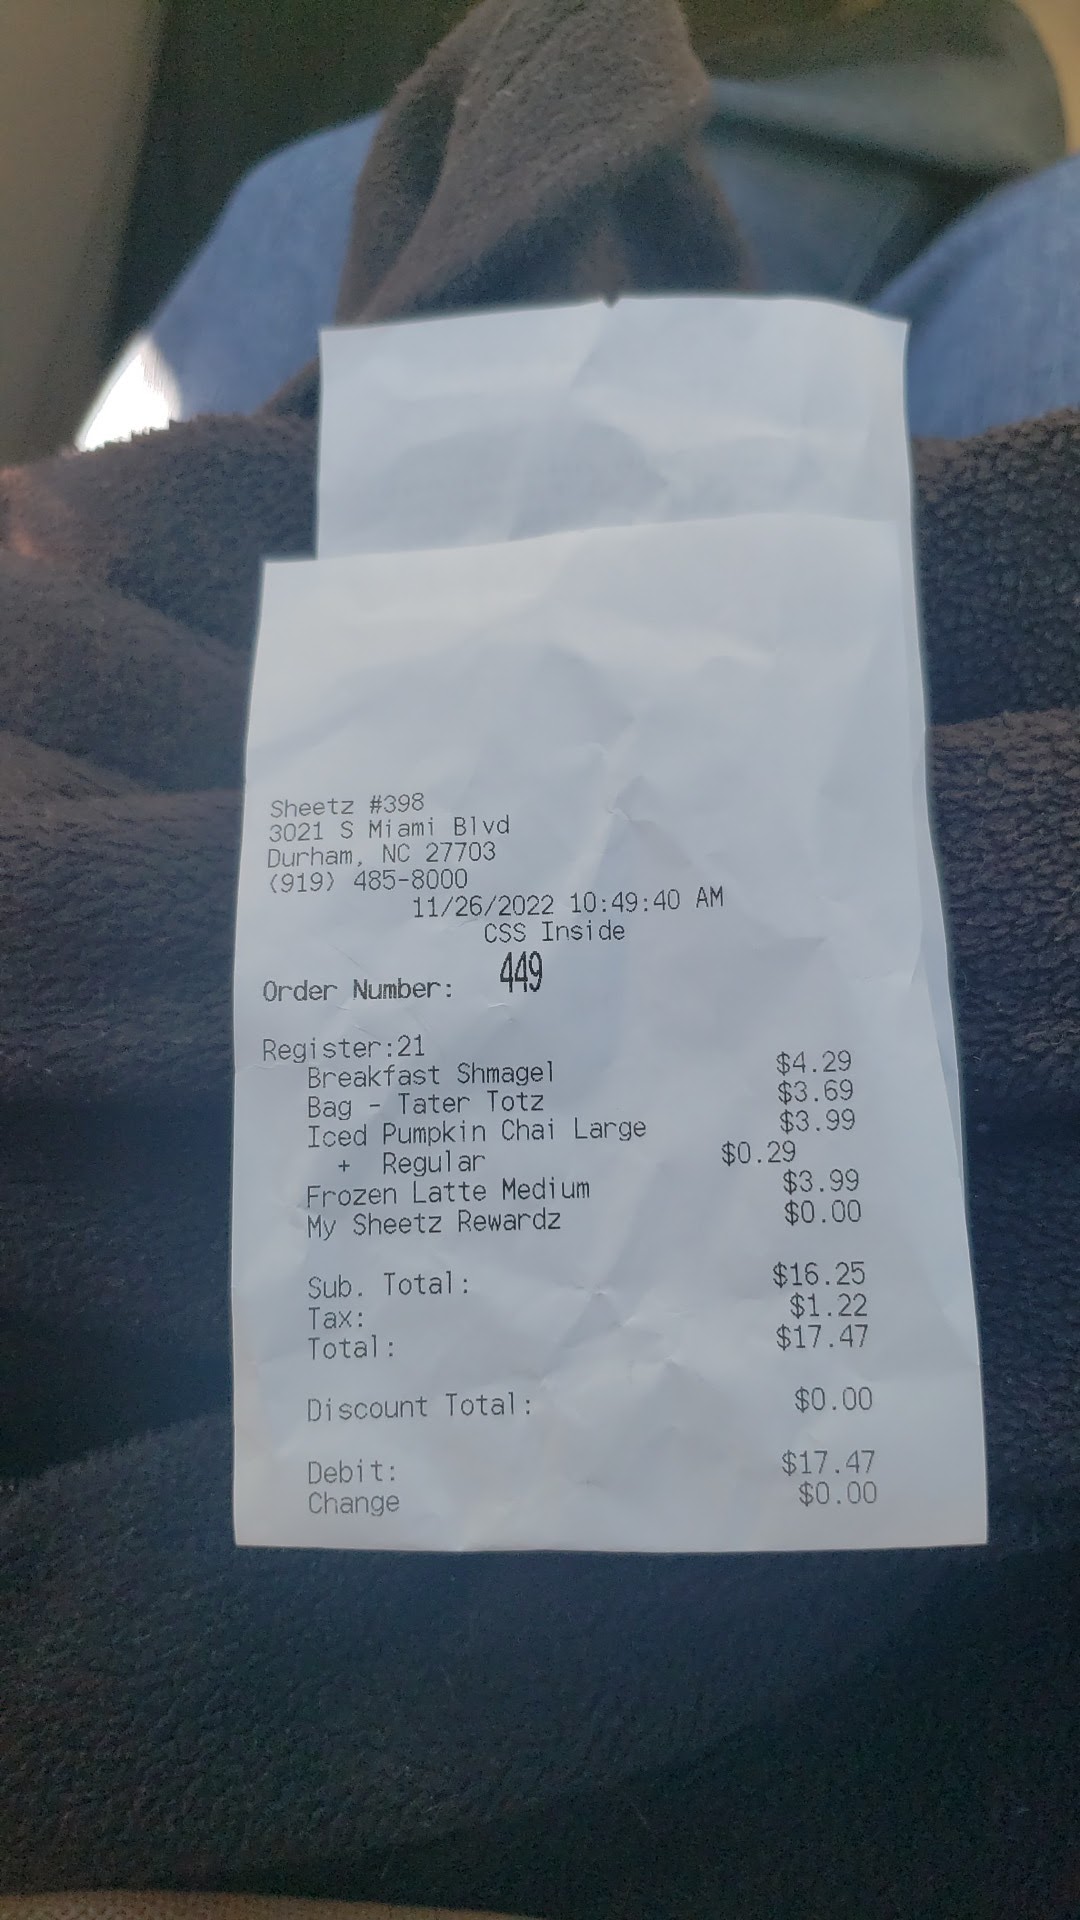 Sheetz #398
3021 S Miami Blvd
Durham, NC 27703
(919) 485-8000
11/26/2022 10:49:40 AM
CSS Inside
Order Number: 449
Register:21
Breakfast Shmagel $4.29
Bag - Tater Totz $3.69
Iced Pumpkin Chai Large $3.99
+ Regular $0.29
Frozen Latte Medium $3.99
My Sheetz Rewardz $0.00
Sub. Total: $16.25
Tax: $1.22
Total: $17.47
Discount Total: $0.00
Debit: $17.47
Change $0.00